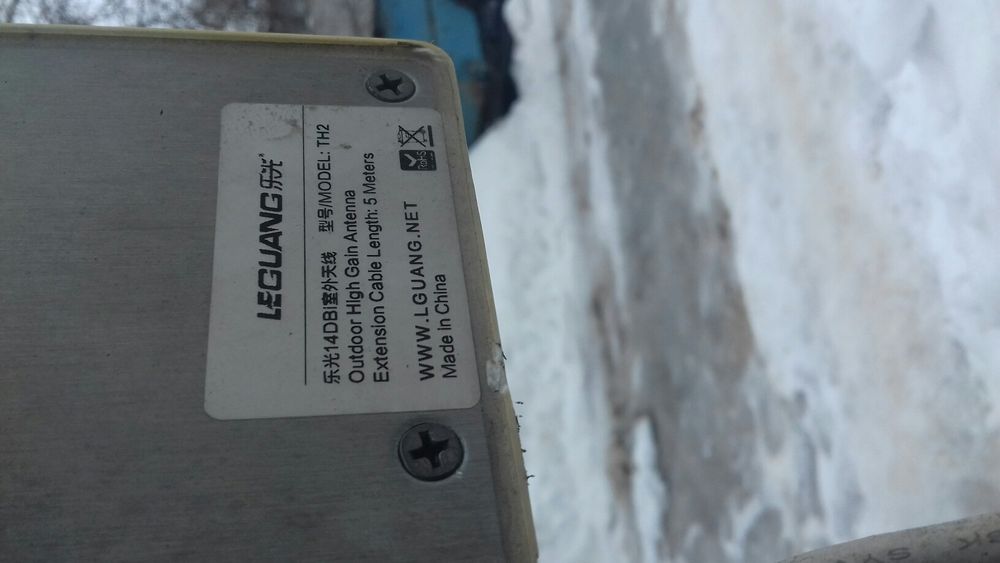 LEGUANG乐光
乐光14DBI室外天线 型号/MODEL: TH2
Outdoor High Gain Antenna
Extension Cable Length: 5 Meters
RoHS
WWW.LGUANG.NET
Made in China